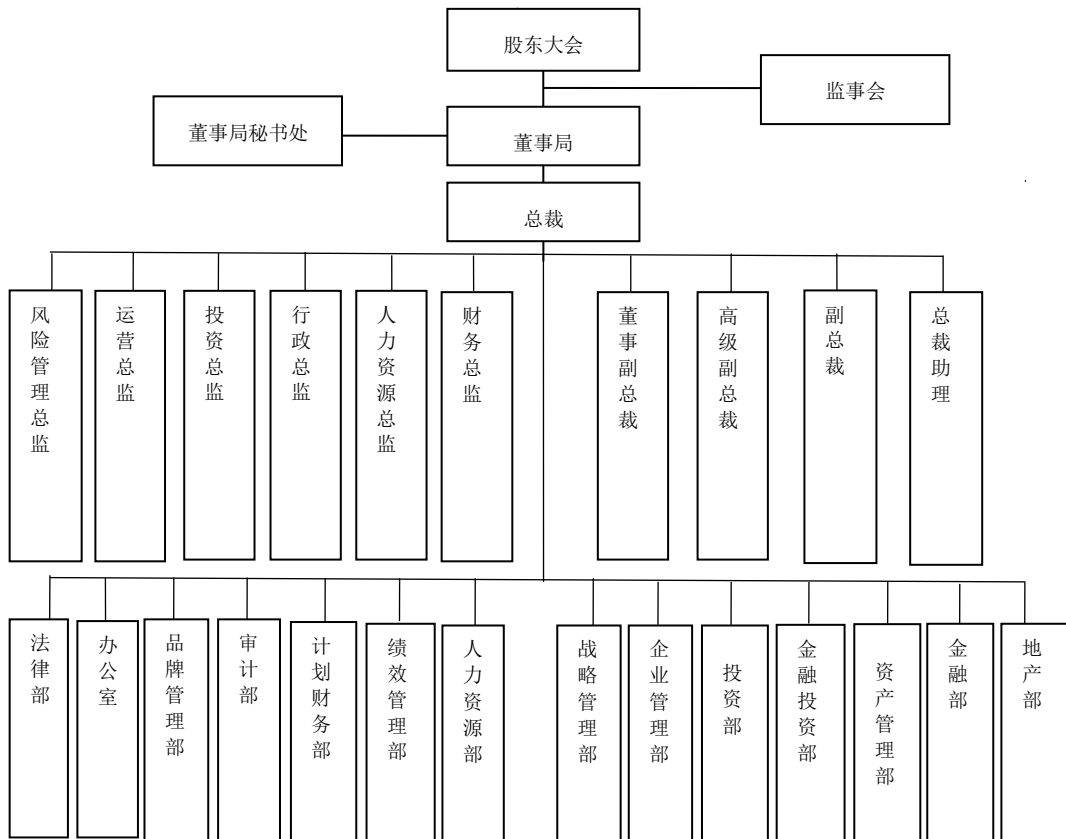 股东大会
监事会
董事局秘书处
董事局
总裁
风险管理总监
运营总监
投资总监
行政总监
人力资源总监
财务总监
董事副总裁
高级副总裁
副总裁
总裁助理
法律部
办公室
品牌管理部
审计部
计划财务部
绩效管理部
人力资源部
战略管理部
企业管理部
投资部
金融投资部
资产管理部
金融部
地产部